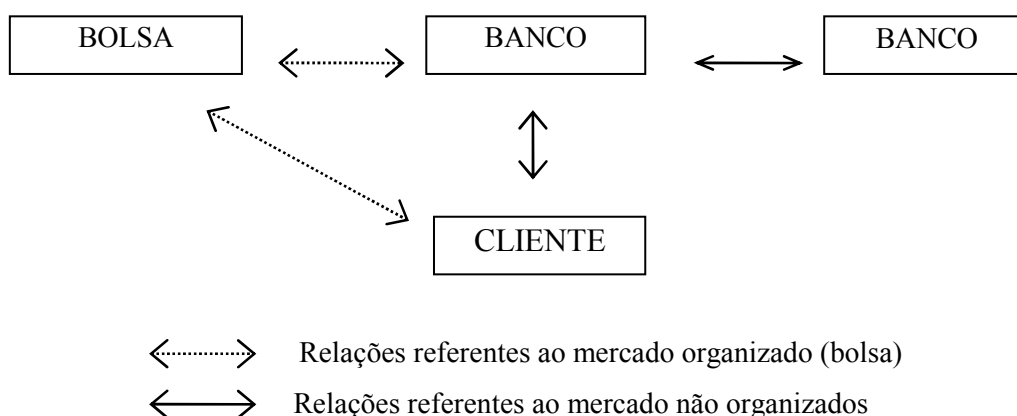 BOLSA
BANCO
BANCO
CLIENTE
Relações referentes ao mercado organizado (bolsa)
Relações referentes ao mercado não organizados